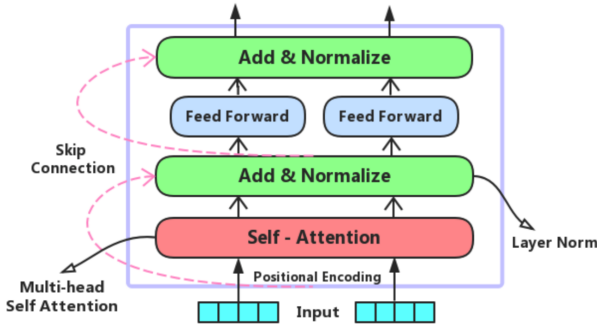 Add & Normalize
Feed Forward
Feed Forward
Skip
Connection
Add & Normalize
Self - Attention
Layer Norm
Positional Encoding
Multi-head
Self Attention
Input